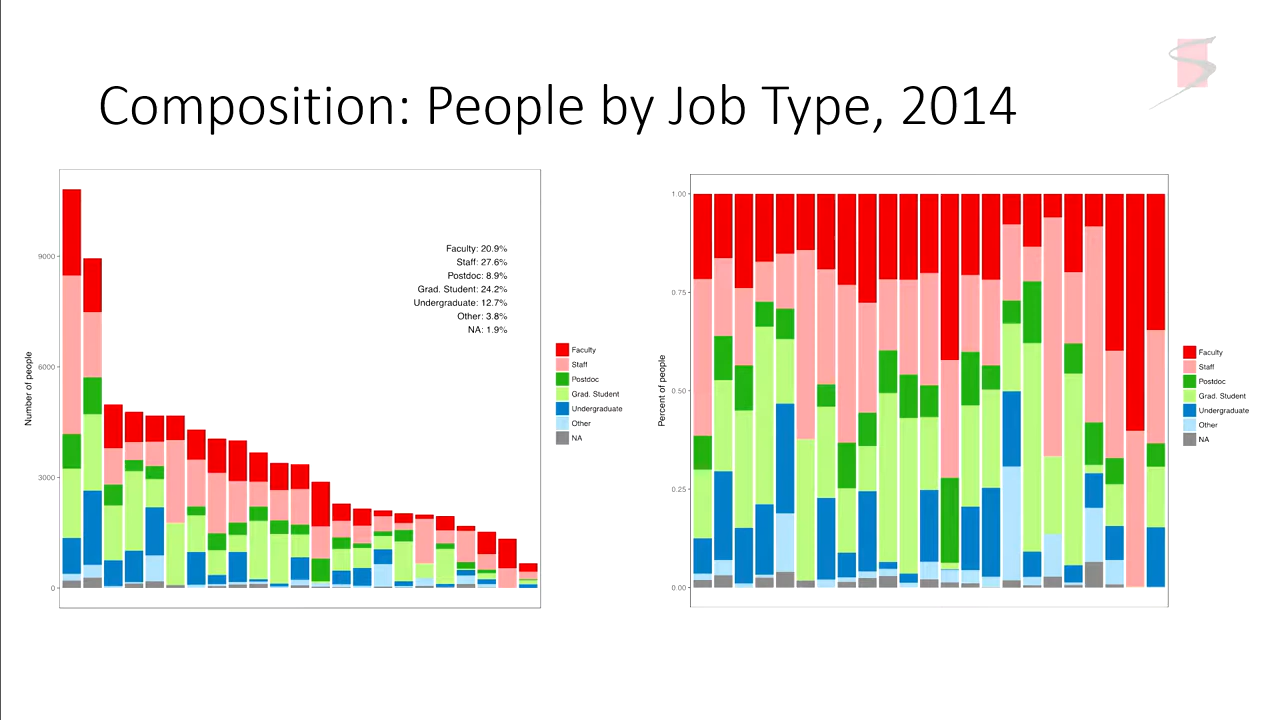 Composition: People by Job Type, 2014
Number of people
9000
6000
3000
0
Faculty: 20.9%
Staff: 27.6%
Postdoc: 8.9%
Grad. Student: 24.2%
Undergraduate: 12.7%
Other: 3.8%
NA: 1.9%
Faculty
Staff
Postdoc
Grad. Student
Undergraduate
Other
NA
Percent of people
1.00
0.75
0.50
0.25
0.00
Faculty
Staff
Postdoc
Grad. Student
Undergraduate
Other
NA